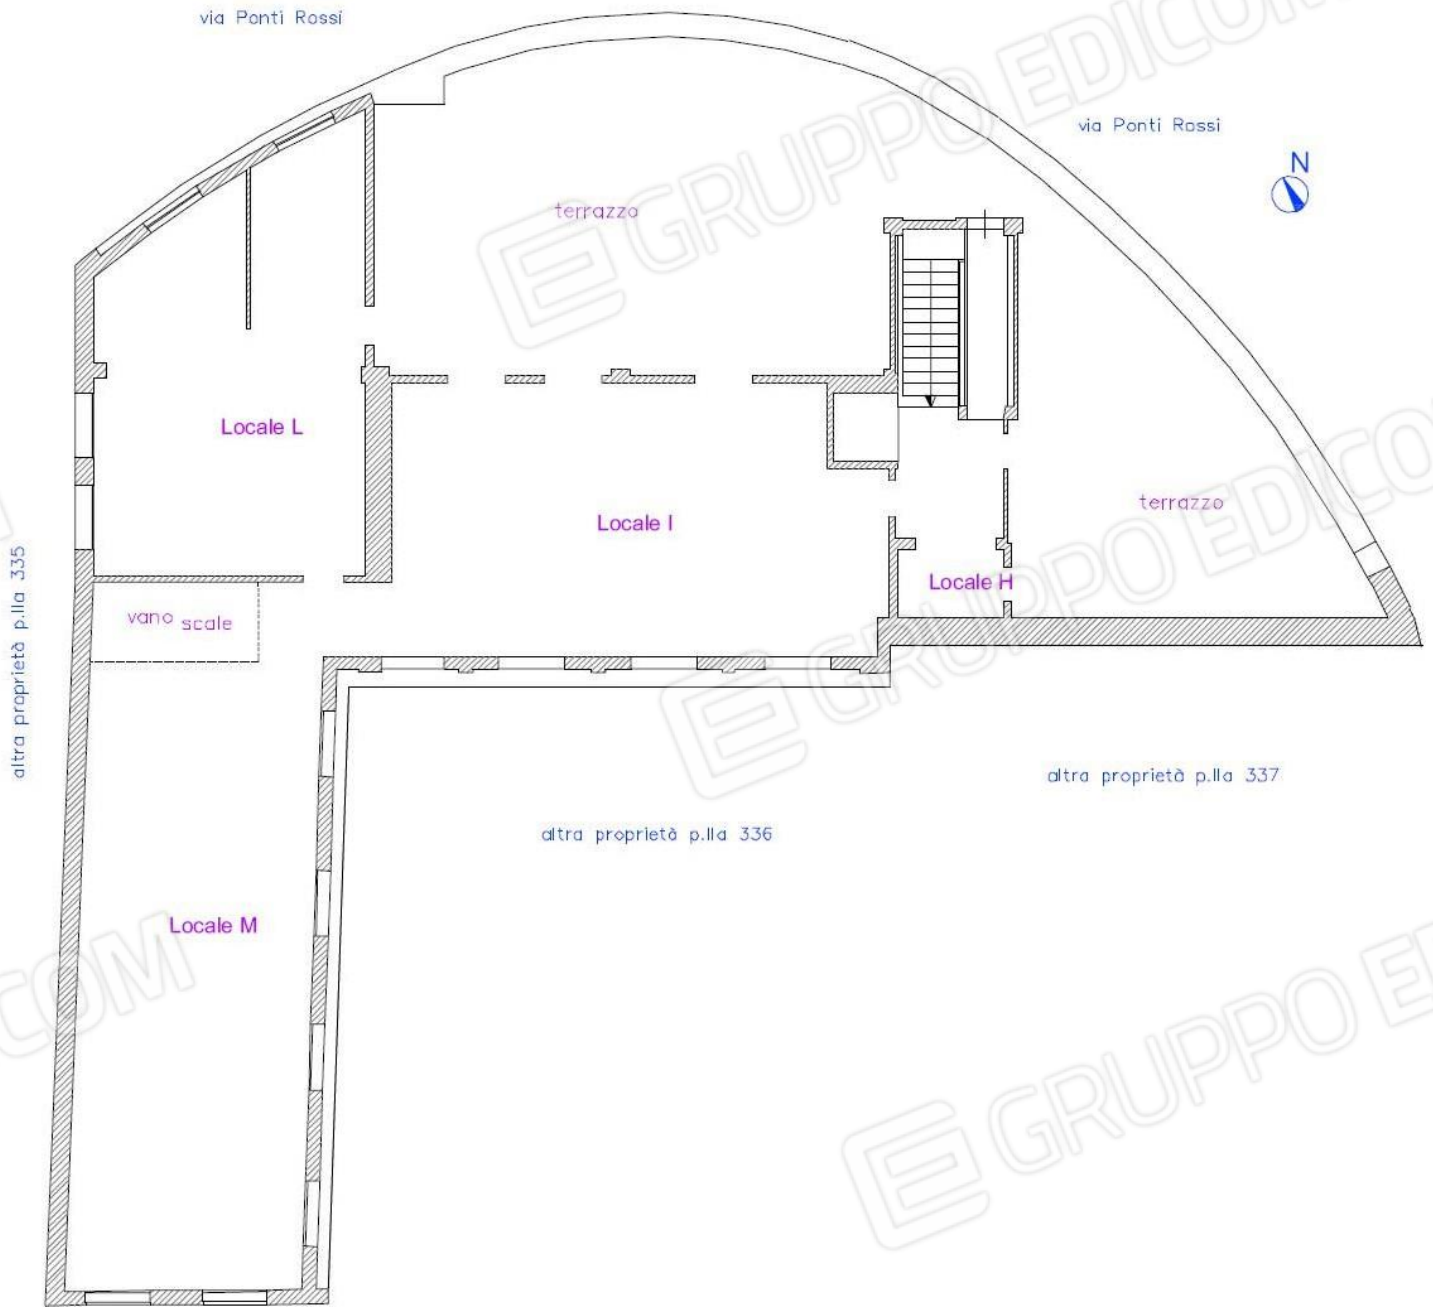 via Ponti Rossi
via Ponti Rossi
N
terrazzo
Locale L
Locale I
terrazzo
Locale H
vano scale
altra proprietà p.lla 335
altra proprietà p.lla 337
altra proprietà p.lla 336
Locale M
GRUPPO EDICOM
GRUPPO EDICOM
GRUPPO EDICOM
COM